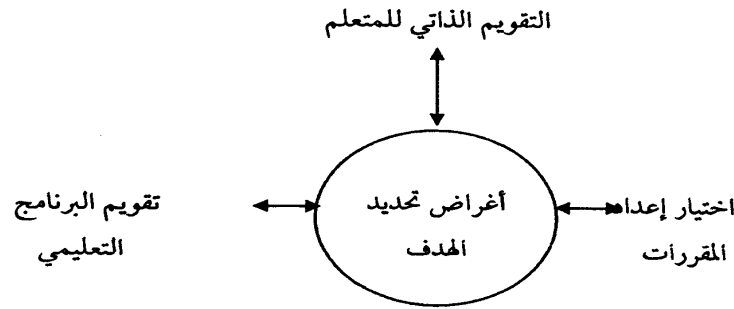 التقويم الذاتي للمتعلم
اختيار إعداد
المقررات
أغراض تحديد
الهدف
تقويم البرنامج
التعليمي